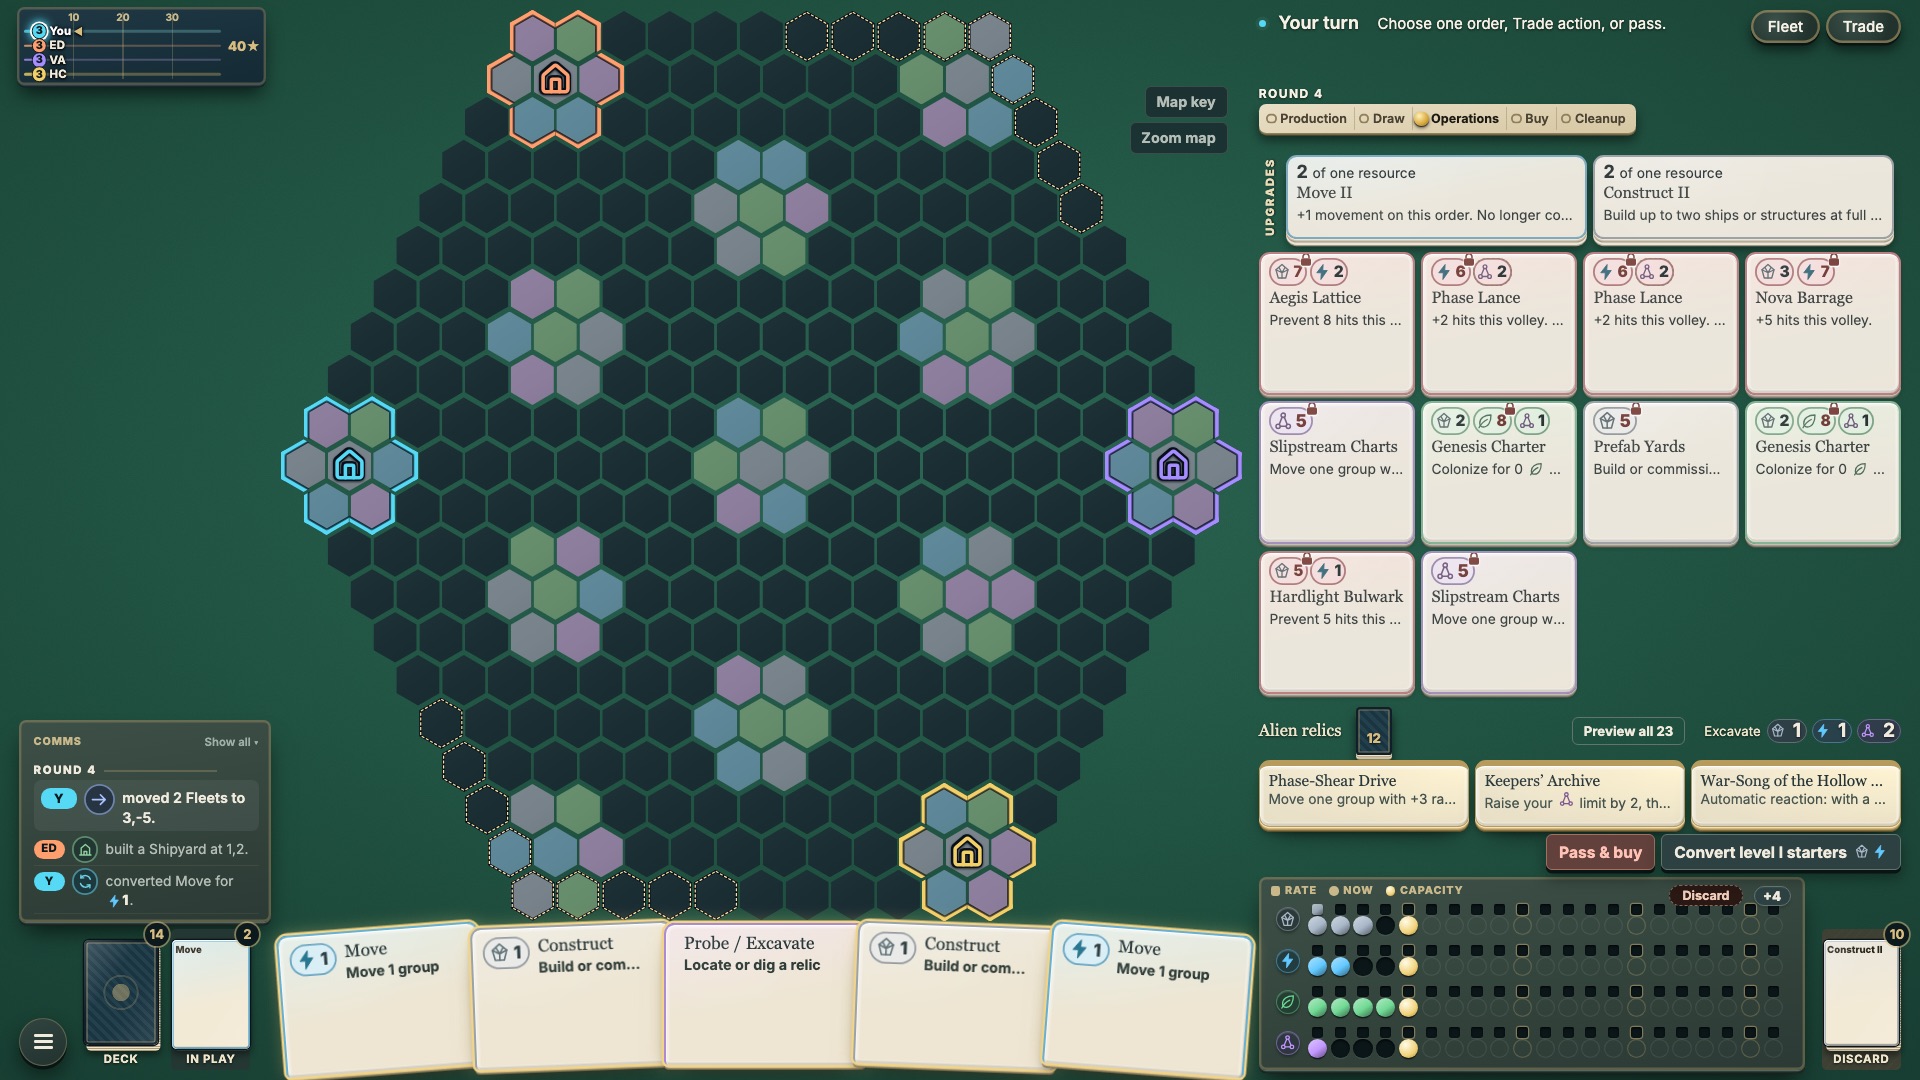 10 20 30
3 You
3 ED
3 VA
3 HC
40★
Map key
Zoom map
Your turn Choose one order, Trade action, or pass.
Fleet
Trade
ROUND 4
Production Draw Operations Buy Cleanup
UPGRADES
2 of one resource
Move II
+1 movement on this order. No longer co...
2 of one resource
Construct II
Build up to two ships or structures at full ...
7 2
Aegis Lattice
Prevent 8 hits this ...
6 2
Phase Lance
+2 hits this volley. ...
6 2
Phase Lance
+2 hits this volley. ...
3 7
Nova Barrage
+5 hits this volley.
5
Slipstream Charts
Move one group w...
2 8 1
Genesis Charter
Colonize for 0 ...
5
Prefab Yards
Build or commissi...
2 8 1
Genesis Charter
Colonize for 0 ...
5 1
Hardlight Bulwark
Prevent 5 hits this ...
5
Slipstream Charts
Move one group w...
Alien relics
12
Preview all 23
Excavate 1 1 2
Phase-Shear Drive
Move one group with +3 ra...
Keepers’ Archive
Raise your limit by 2, th...
War-Song of the Hollow ...
Automatic reaction: with a ...
Pass & buy
Convert level I starters
RATE NOW CAPACITY
Discard +4
COMMS Show all
ROUND 4
Y moved 2 Fleets to
3,-5.
ED built a Shipyard at 1,2.
Y converted Move for
1.
14
DECK
2
Move
IN PLAY
1 Move
Move 1 group
1 Construct
Build or com...
Probe / Excavate
Locate or dig a relic
1 Construct
Build or com...
1 Move
Move 1 group
10
Construct II
DISCARD